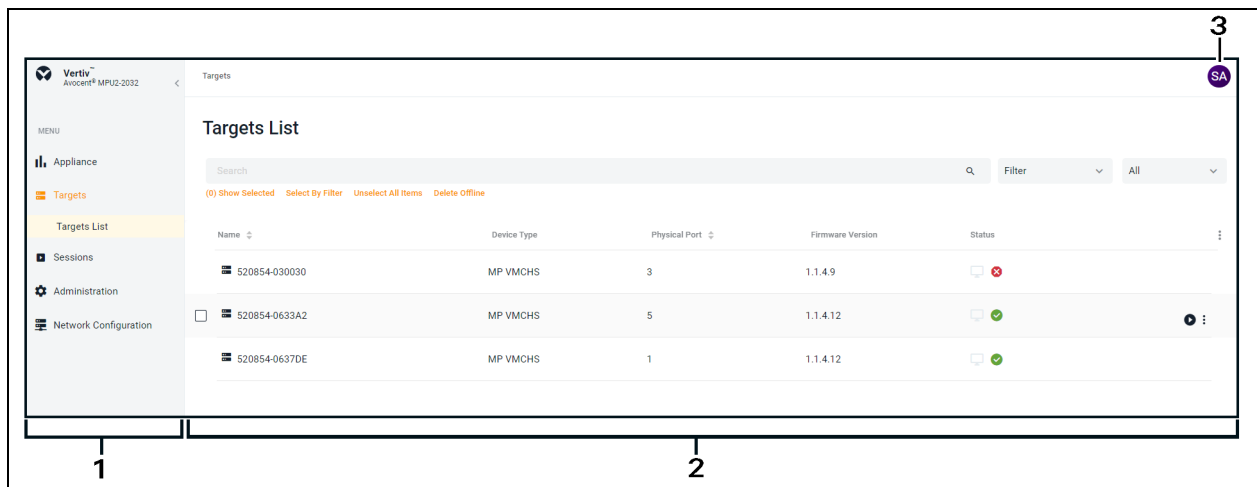 3
Vertiv™
Avocent® MPU2-2032
Targets
SA
MENU
Targets List
Appliance
Search
Filter
All
Targets
(0) Show Selected Select By Filter Unselect All Items Delete Offline
Targets List
Name Device Type Physical Port Firmware Version Status
Sessions
520854-030030 MP VMCHS 3 1.1.4.9
Administration
520854-0633A2 MP VMCHS 5 1.1.4.12
Network Configuration
520854-0637DE MP VMCHS 1 1.1.4.12
1
2